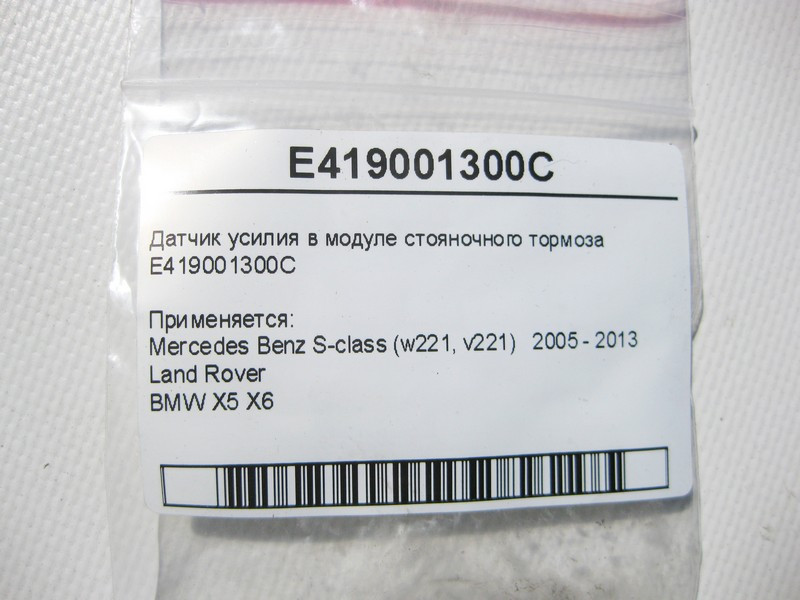 E419001300C
Датчик усилия в модуле стояночного тормоза
E419001300C
Применяется:
Mercedes Benz S-class (w221, v221) 2005 - 2013
Land Rover
BMW X5 X6